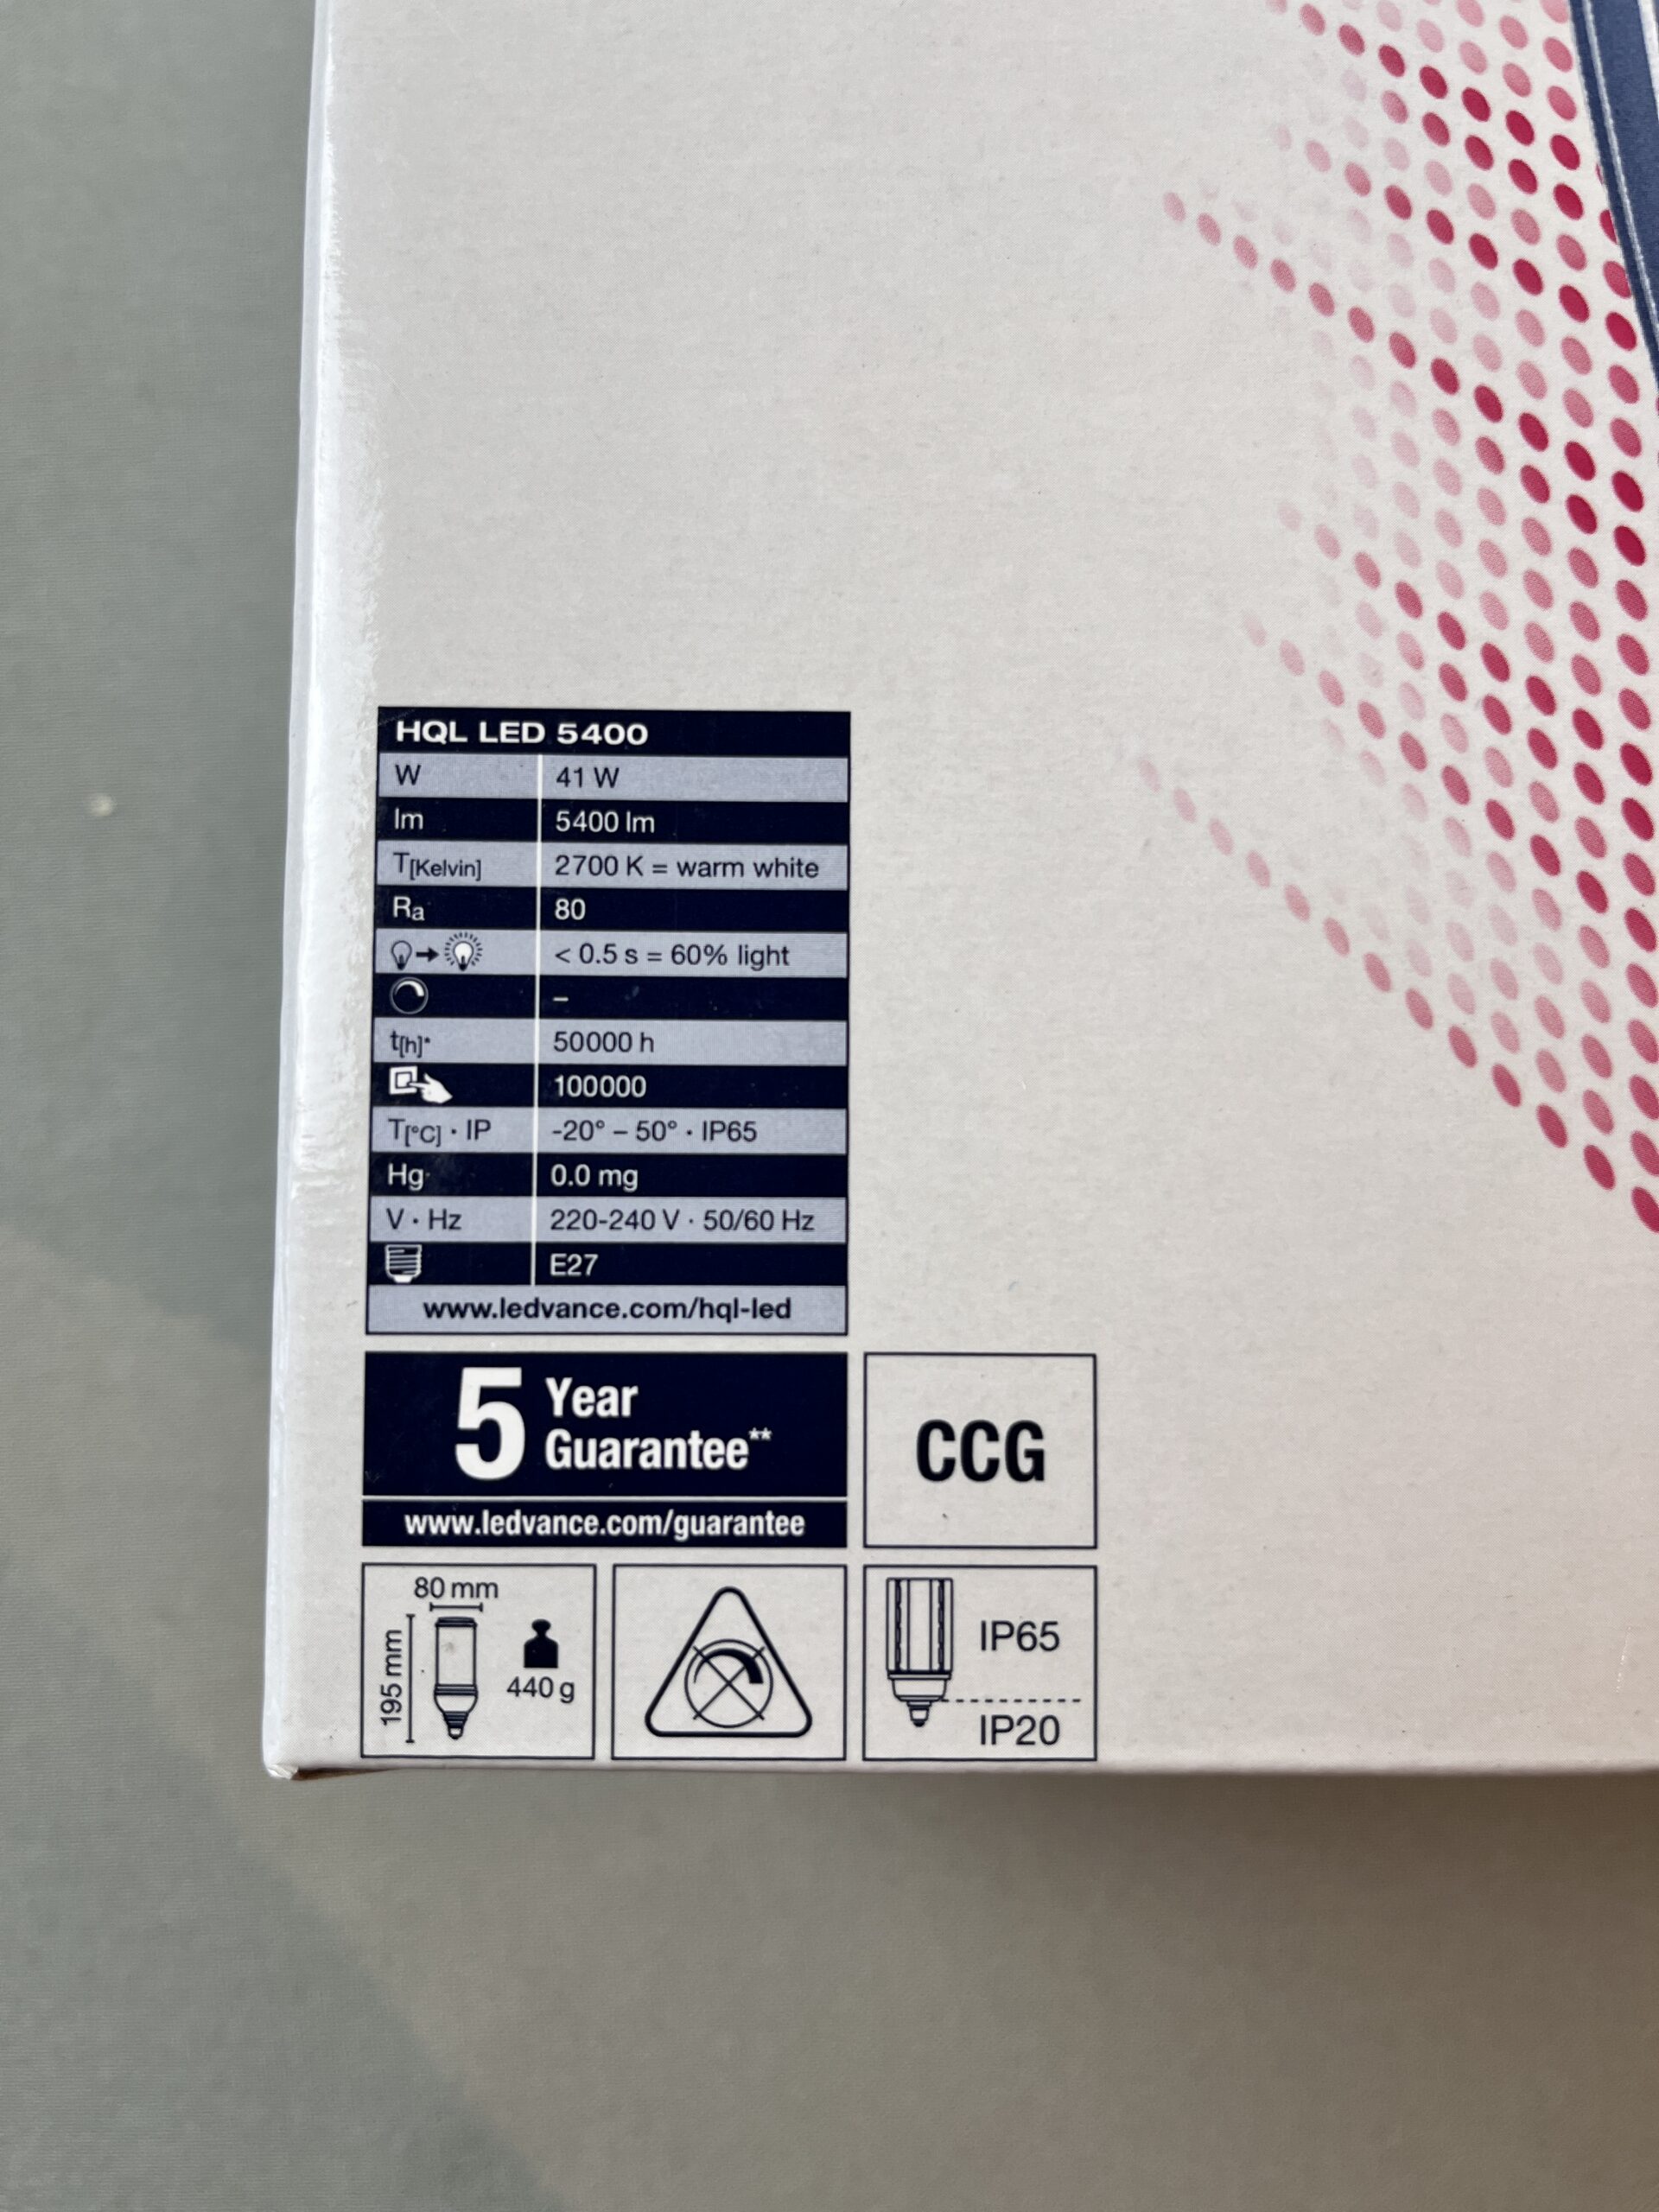 HQL LED 5400
W 41 W
lm 5400 lm
T[Kelvin] 2700 K = warm white
Ra 80
< 0.5 s = 60% light
–
t[h]* 50000 h
100000
T[°C] · IP -20° – 50° · IP65
Hg 0.0 mg
V · Hz 220-240 V · 50/60 Hz
E27
www.ledvance.com/hql-led
5 Year
Guarantee**
www.ledvance.com/guarantee
CCG
80 mm
195 mm
440 g
IP65
IP20